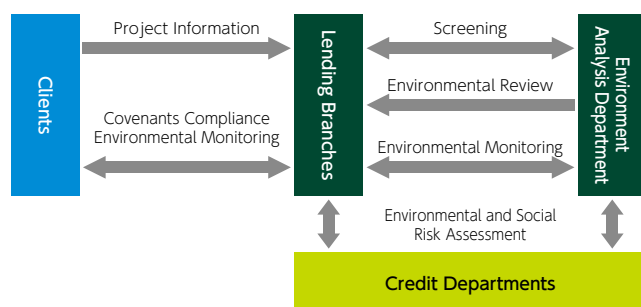 Project Information
Screening
Clients
Lending Branches
Environment
Analysis Department
Environmental Review
Covenants Compliance
Environmental Monitoring
Environmental Monitoring
Environmental and Social
Risk Assessment
Credit Departments